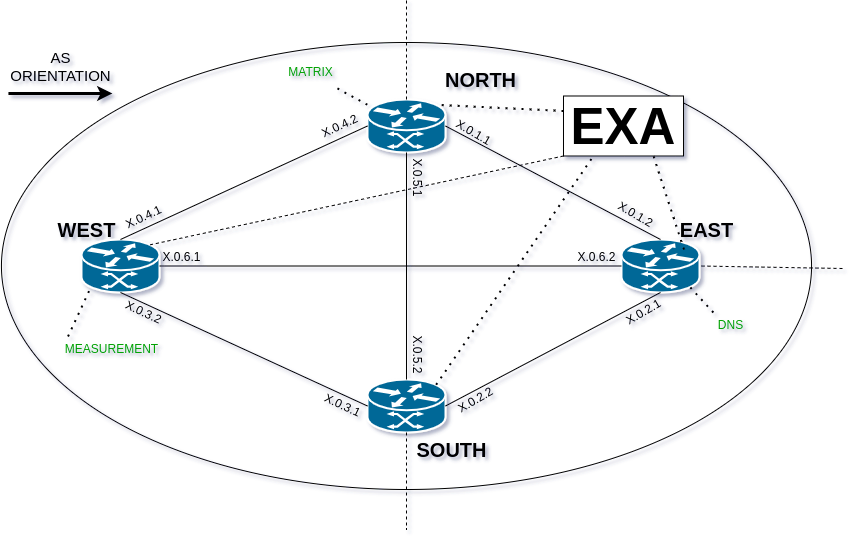 AS
ORIENTATION
MATRIX
NORTH
EXA
X.0.4.2
X.0.1.1
X.0.5.1
X.0.4.1
X.0.1.2
WEST
EAST
X.0.6.1
X.0.6.2
X.0.3.2
X.0.2.1
DNS
MEASUREMENT
X.0.5.2
X.0.3.1
X.0.2.2
SOUTH